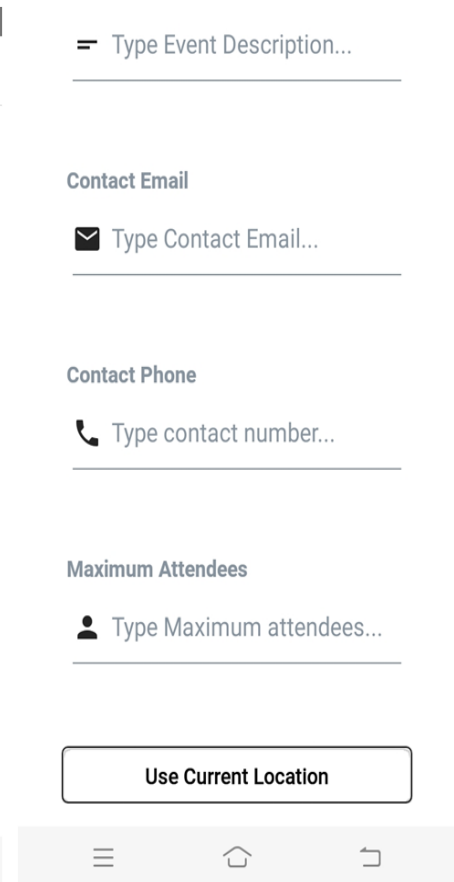 Type Event Description...
Contact Email
Type Contact Email...
Contact Phone
Type contact number...
Maximum Attendees
Type Maximum attendees...
Use Current Location